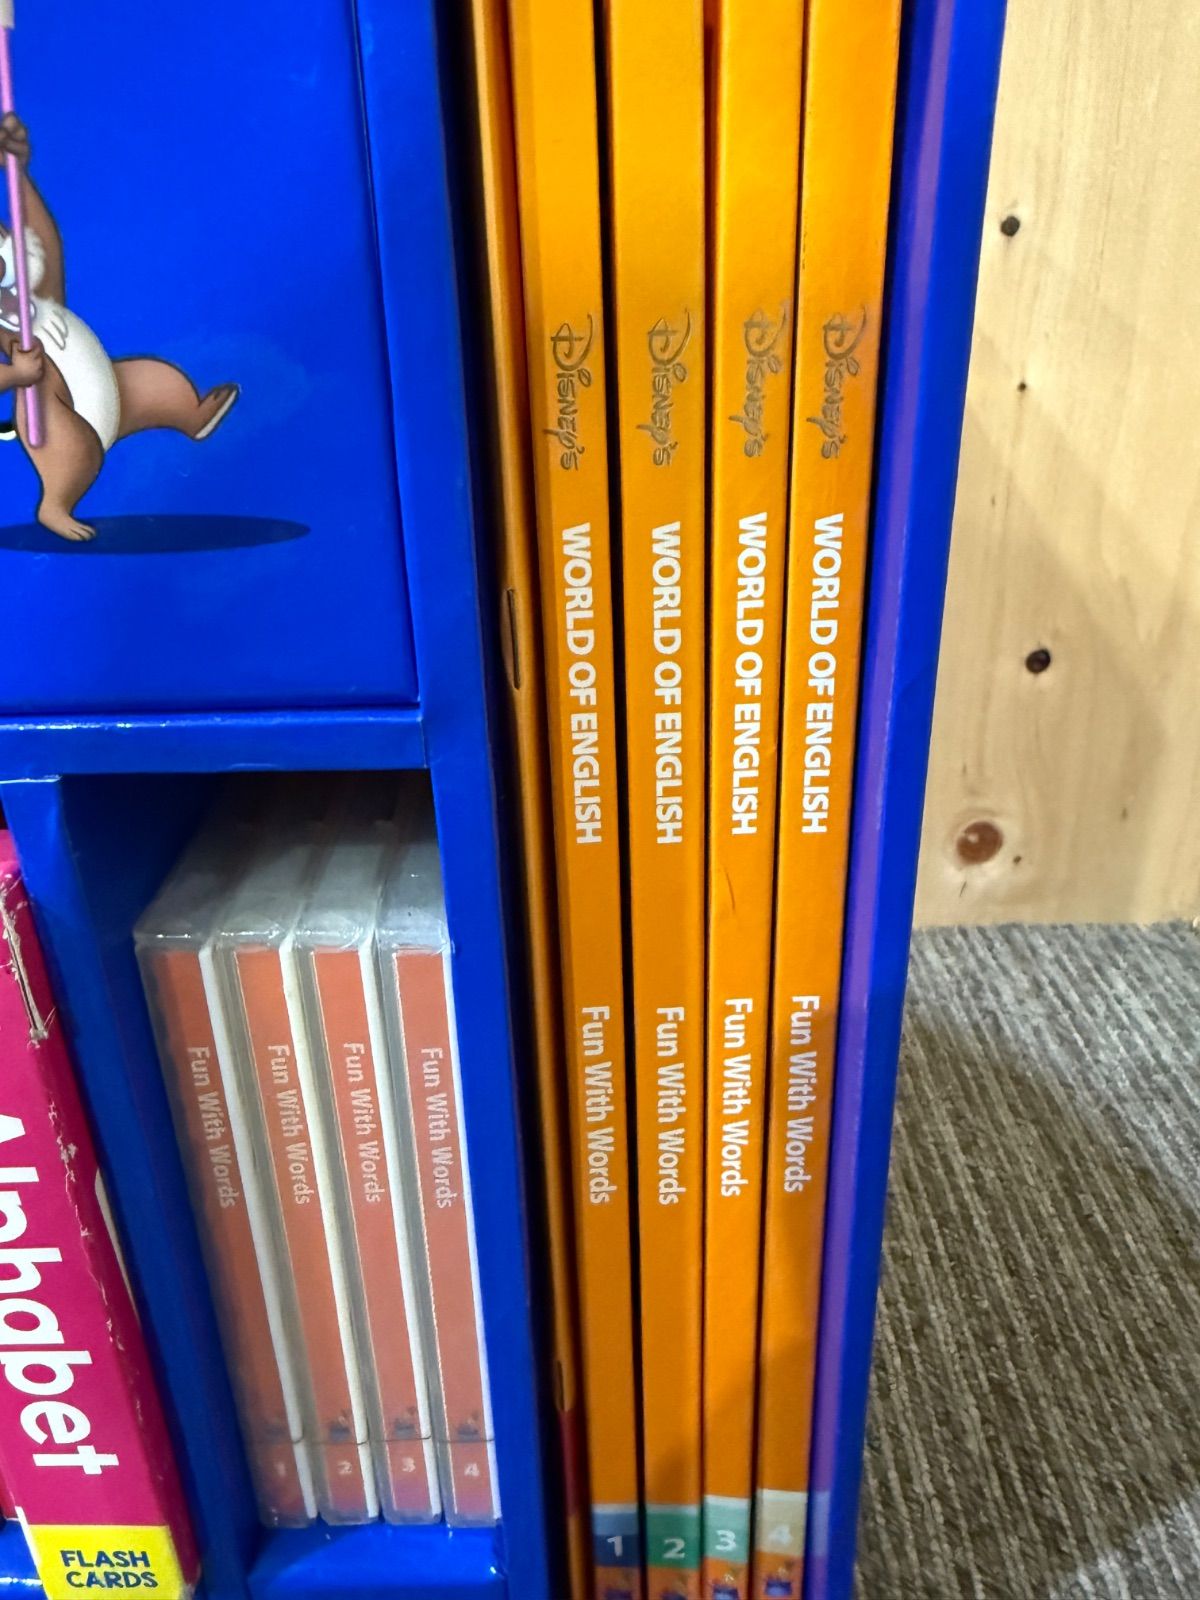 Alphabet
FLASH
CARDS
Fun With Words 1
Fun With Words 2
Fun With Words 3
Fun With Words 4
Disney's WORLD OF ENGLISH Fun With Words 1
Disney's WORLD OF ENGLISH Fun With Words 2
Disney's WORLD OF ENGLISH Fun With Words 3
Disney's WORLD OF ENGLISH Fun With Words 4